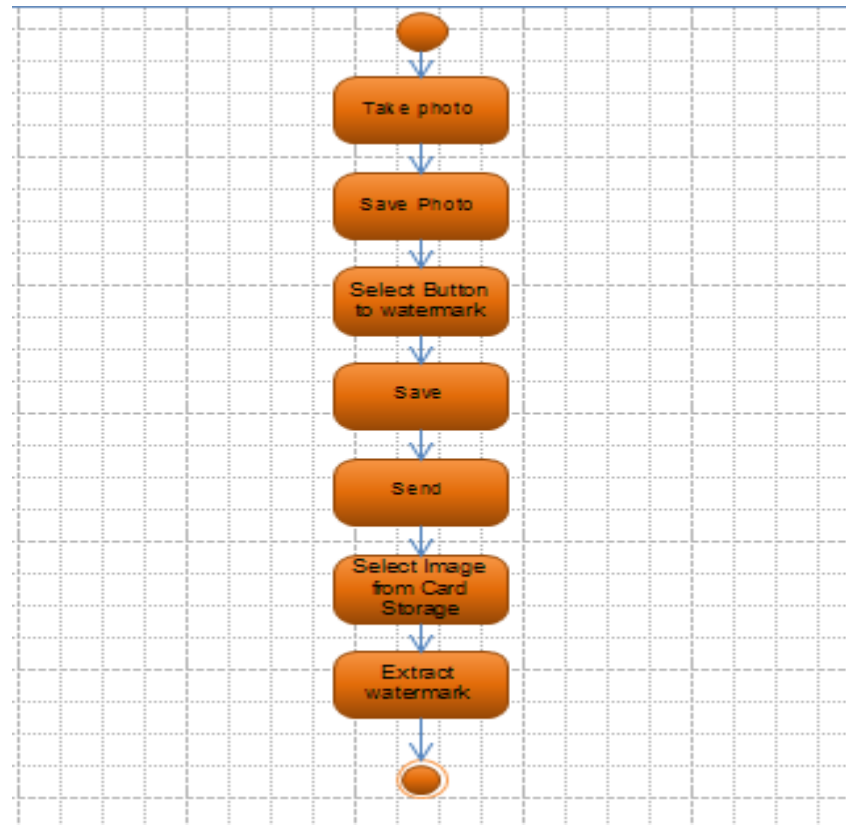 Take photo
Save Photo
Select Button
to watermark
Save
Send
Select Image
from Card
Storage
Extract
watermark